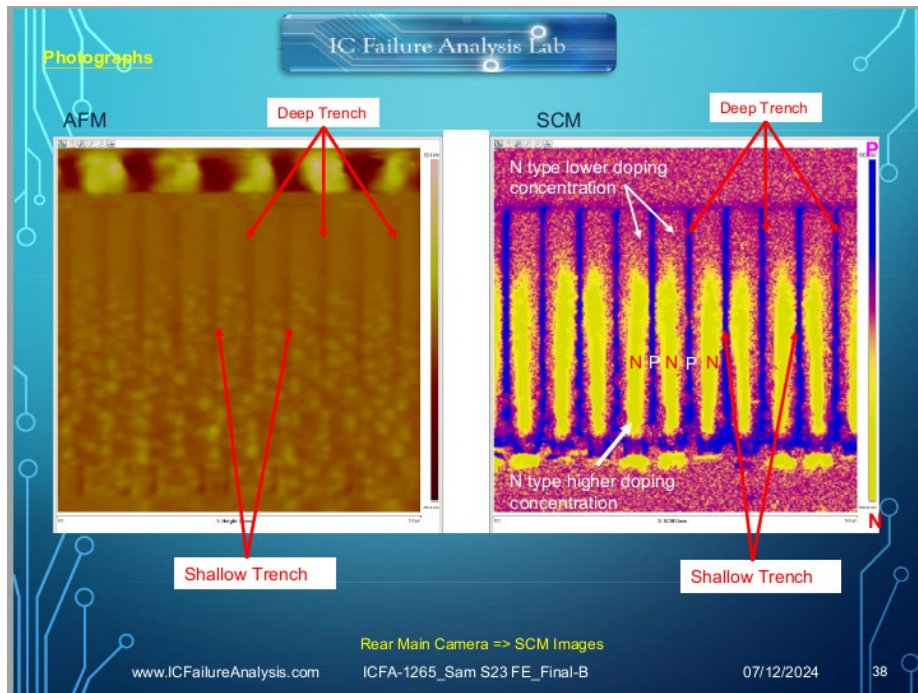 IC Failure Analysis Lab
Photographs
AFM
Deep Trench
SCM
Deep Trench
P
N type lower doping
concentration
N P N P N
N type higher doping
concentration
N
Shallow Trench
Shallow Trench
Rear Main Camera => SCM Images
www.ICFailureAnalysis.com
ICFA-1265_Sam S23 FE_Final-B
07/12/2024
38